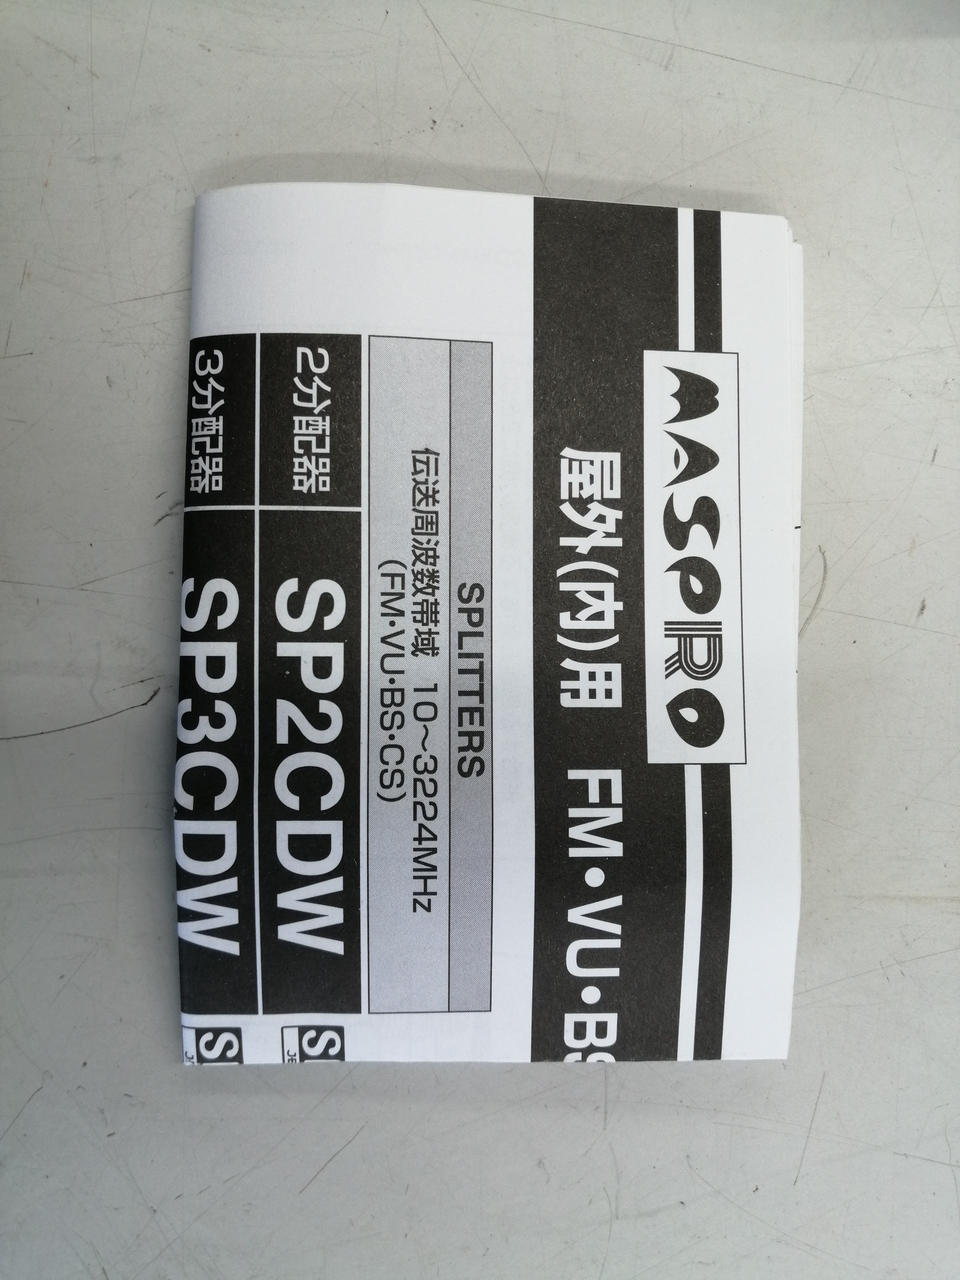 MASPRO
屋外(内)用 FM・VU・BS
SPLITTERS
伝送周波数帯域 10〜3224MHz
(FM・VU・BS・CS)
2分配器 SP2CDW
3分配器 SP3CDW